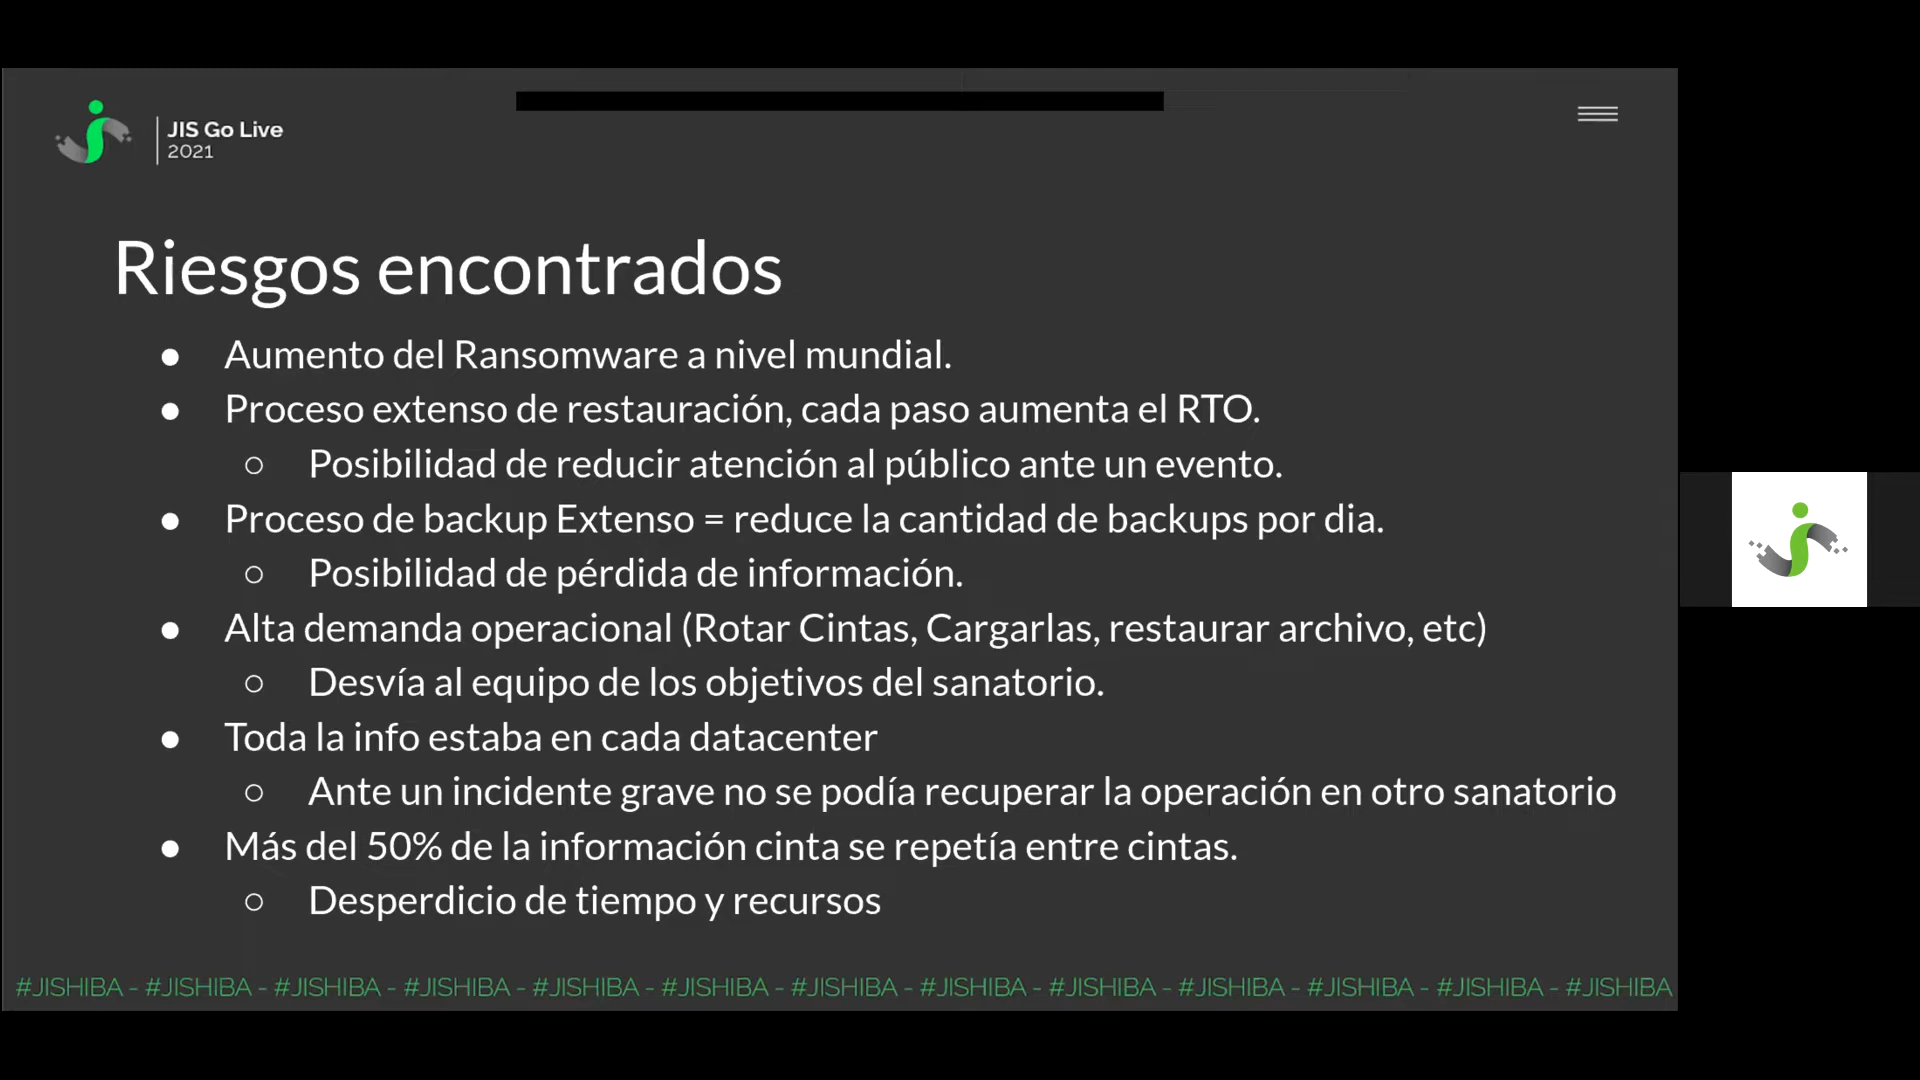 JIS Go Live
2021
Riesgos encontrados
● Aumento del Ransomware a nivel mundial.
● Proceso extenso de restauración, cada paso aumenta el RTO.
○ Posibilidad de reducir atención al público ante un evento.
● Proceso de backup Extenso = reduce la cantidad de backups por dia.
○ Posibilidad de pérdida de información.
● Alta demanda operacional (Rotar Cintas, Cargarlas, restaurar archivo, etc)
○ Desvía al equipo de los objetivos del sanatorio.
● Toda la info estaba en cada datacenter
○ Ante un incidente grave no se podía recuperar la operación en otro sanatorio
● Más del 50% de la información cinta se repetía entre cintas.
○ Desperdicio de tiempo y recursos
#JISHIBA - #JISHIBA - #JISHIBA - #JISHIBA - #JISHIBA - #JISHIBA - #JISHIBA - #JISHIBA - #JISHIBA - #JISHIBA - #JISHIBA - #JISHIBA - #JISHIBA